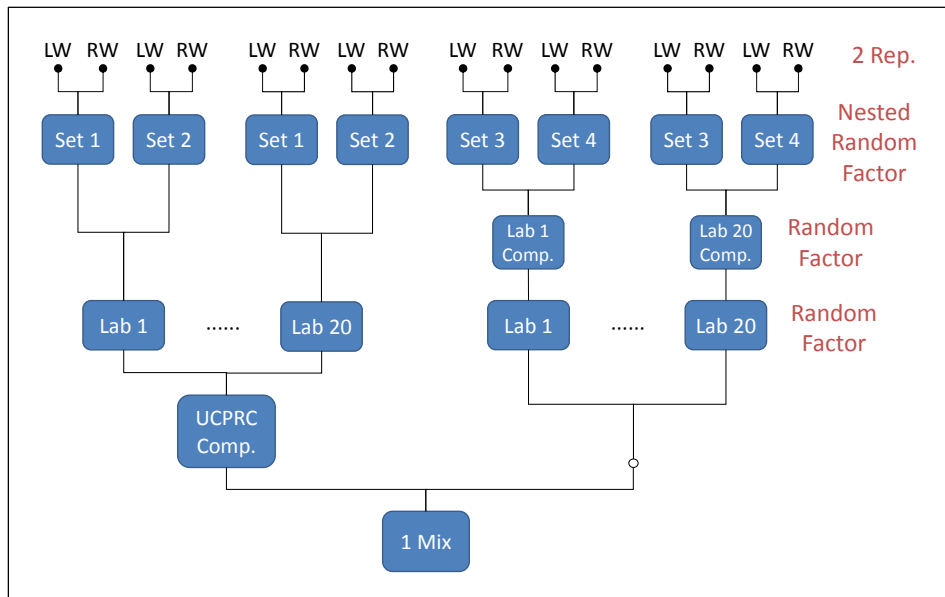 LW RW LW RW LW RW LW RW LW RW LW RW LW RW LW RW 2 Rep.
Set 1 Set 2 Set 1 Set 2 Set 3 Set 4 Set 3 Set 4
Nested
Random
Factor
Lab 1
Comp.
Lab 20
Comp.
Random
Factor
Lab 1 ...... Lab 20 Lab 1 ...... Lab 20
Random
Factor
UCPRC
Comp.
1 Mix